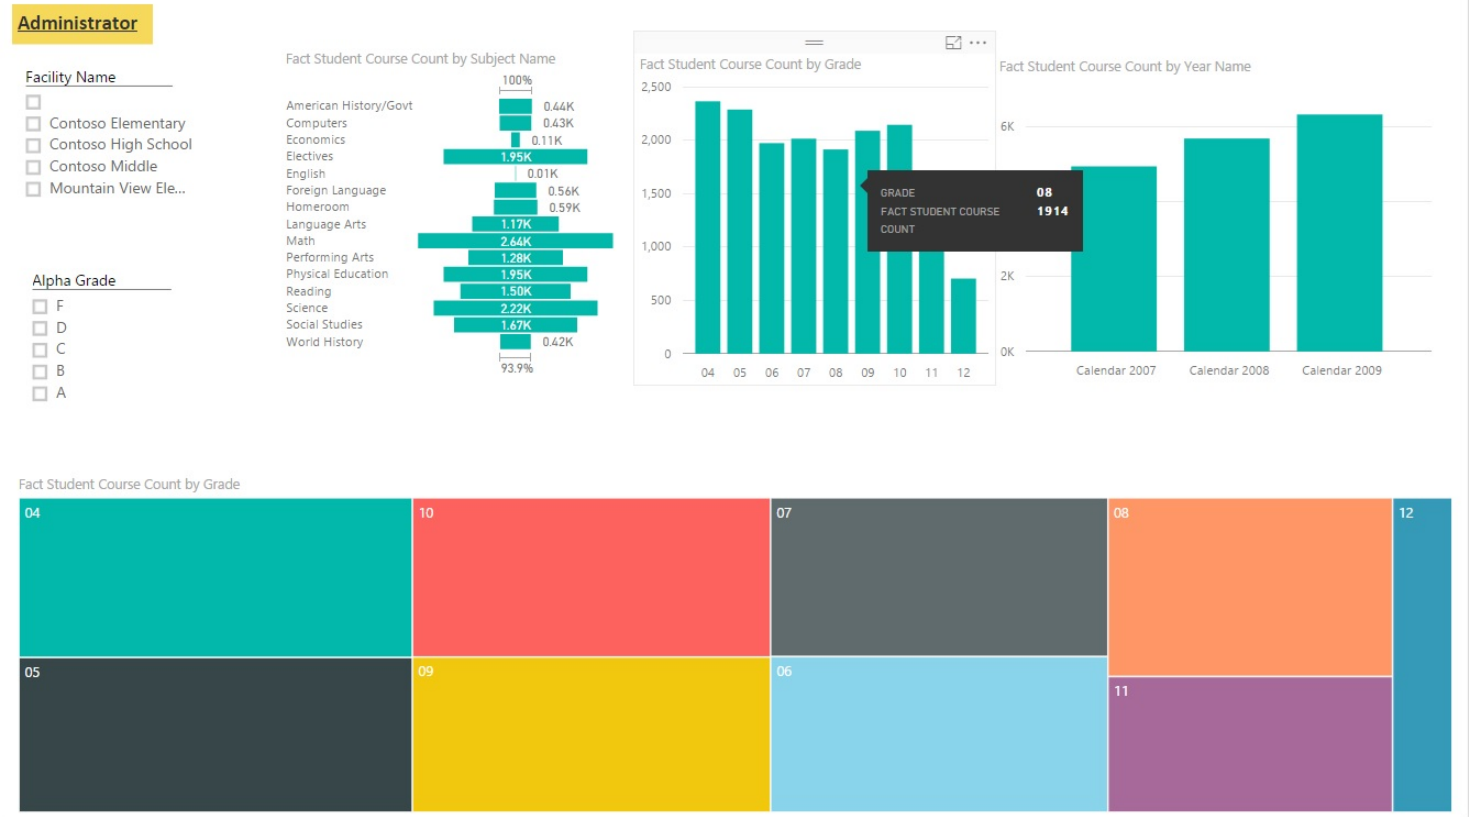 Administrator
Facility Name
Contoso Elementary
Contoso High School
Contoso Middle
Mountain View Ele...
Alpha Grade
F
D
C
B
A
Fact Student Course Count by Subject Name
100%
American History/Govt 0.44K
Computers 0.43K
Economics 0.11K
Electives 1.95K
English 0.01K
Foreign Language 0.56K
Homeroom 0.59K
Language Arts 1.17K
Math 2.64K
Performing Arts 1.28K
Physical Education 1.95K
Reading 1.50K
Science 2.22K
Social Studies 1.67K
World History 0.42K
93.9%
Fact Student Course Count by Grade
2,500
2,000
1,500
1,000
500
0
04 05 06 07 08 09 10 11 12
GRADE 08
FACT STUDENT COURSE 1914
COUNT
Fact Student Course Count by Year Name
6K
2K
0K
Calendar 2007 Calendar 2008 Calendar 2009
Fact Student Course Count by Grade
04 10 07 08 12
05 09 06
11